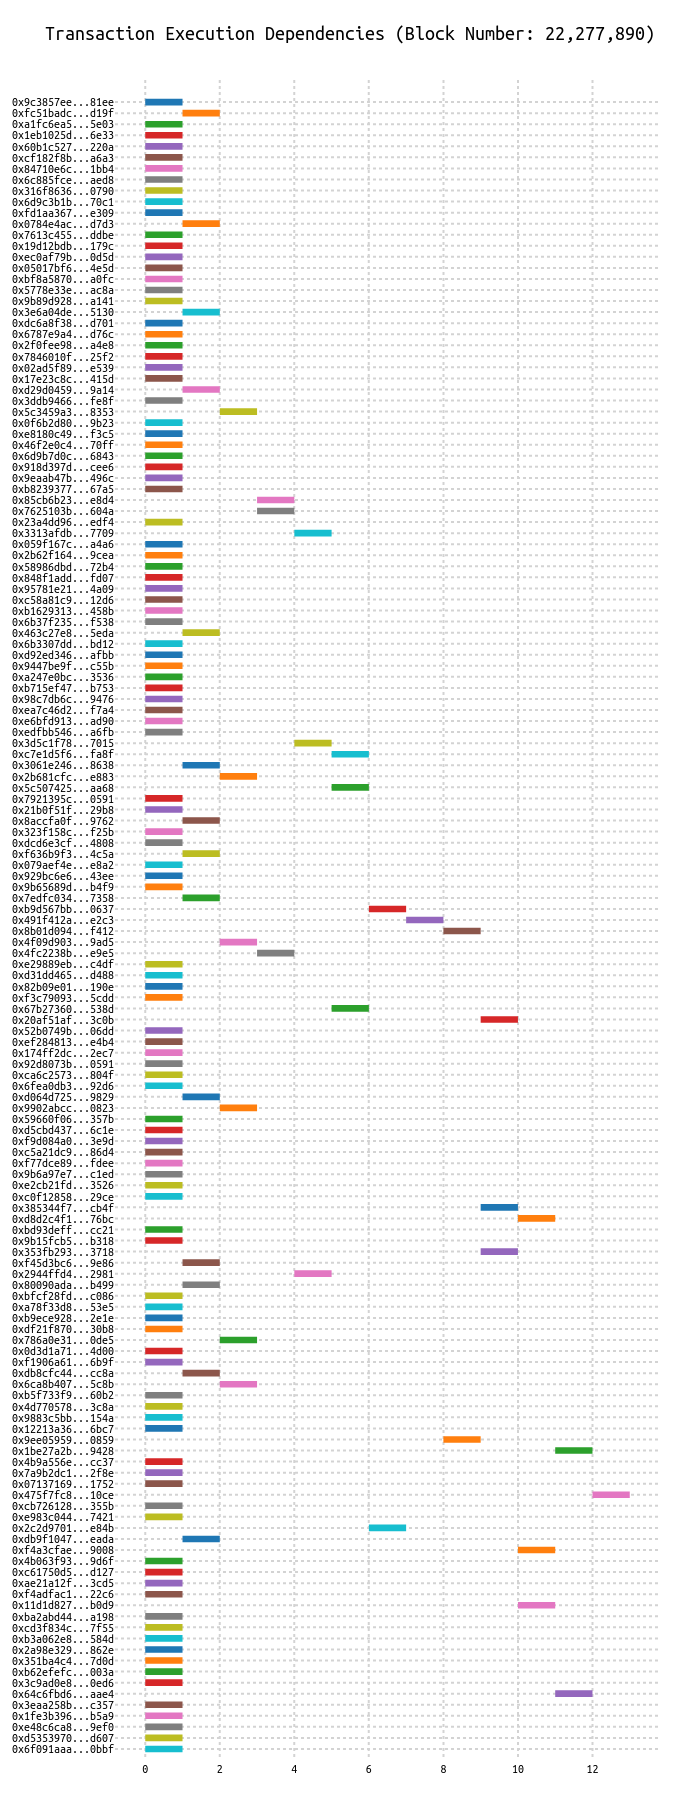 Transaction Execution Dependencies (Block Number: 22,277,890)
0x9c3857ee...81ee
0xfc51badc...d19f
0xa1fc6ea5...5e03
0x1eb1025d...6e33
0x60b1c527...220a
0xcf182f8b...a6a3
0x84710e6c...1bb4
0x6c885fce...aed8
0x316f8636...0790
0x6d9c3b1b...70c1
0xfd1aa367...e309
0x0784e4ac...d7d3
0x7613c455...ddbe
0x19d12bdb...179c
0xec0af79b...0d5d
0x05017bf6...4e5d
0xbf8a5870...a0fc
0x5778e33e...ac8a
0x9b89d928...a141
0x3e6a04de...5130
0xdc6a8f38...d701
0x6787e9a4...d76c
0x2f0fee98...a4e8
0x7846010f...25f2
0x02ad5f89...e539
0x17e23c8c...415d
0xd29d0459...9a14
0x3ddb9466...fe8f
0x5c3459a3...8353
0x0f6b2d80...9b23
0xe8180c49...f3c5
0x46f2e0c4...70ff
0x6d9b7d0c...6843
0x918d397d...cee6
0x9eaab47b...496c
0xb8239377...67a5
0x85cb6b23...e8d4
0x7625103b...604a
0x23a4dd96...edf4
0x3313afdb...7709
0x059f167c...a4a6
0x2b62f164...9cea
0x58986dbd...72b4
0x848f1add...fd07
0x95781e21...4a09
0xc58a81c9...12d6
0xb1629313...458b
0x6b37f235...f538
0x463c27e8...5eda
0x6b3307dd...bd12
0xd92ed346...afbb
0x9447be9f...c55b
0xa247e0bc...3536
0xb715ef47...b753
0x98c7db6c...9476
0xea7c46d2...f7a4
0xe6bfd913...ad90
0xedfbb546...a6fb
0x3d5c1f78...7015
0xc7e1d5f6...fa8f
0x3061e246...8638
0x2b681cfc...e883
0x5c507425...aa68
0x7921395c...0591
0x21b0f51f...29b8
0x8accfa0f...9762
0x323f158c...f25b
0xdcd6e3cf...4808
0xf636b9f3...4c5a
0x079aef4e...e8a2
0x929bc6e6...43ee
0x9b65689d...b4f9
0x7edfc034...7358
0xb9d567bb...0637
0x491f412a...e2c3
0x8b01d094...f412
0x4f09d903...9ad5
0x4fc2238b...e9e5
0xe29889eb...c4df
0xd31dd465...d488
0x82b09e01...190e
0xf3c79093...5cdd
0x67b27360...538d
0x20af51af...3c0b
0x52b0749b...06dd
0xef284813...e4b4
0x174ff2dc...2ec7
0x92d8073b...0591
0xca6c2573...804f
0x6fea0db3...92d6
0xd064d725...9829
0x9902abcc...0823
0x59660f06...357b
0xd5cbd437...6c1e
0xf9d084a0...3e9d
0xc5a21dc9...86d4
0xf77dce89...fdee
0x9b6a97e7...c1ed
0xe2cb21fd...3526
0xc0f12858...29ce
0x385344f7...cb4f
0xd8d2c4f1...76bc
0xbd93deff...cc21
0x9b15fcb5...b318
0x353fb293...3718
0xf45d3bc6...9e86
0x2944ffd4...2981
0x80090ada...b499
0xbfcf28fd...c086
0xa78f33d8...53e5
0xb9ece928...2e1e
0xdf21f870...30b8
0x786a0e31...0de5
0x0d3d1a71...4d00
0xf1906a61...6b9f
0xdb8cfc44...cc8a
0x6ca8b407...5c8b
0xb5f733f9...60b2
0x4d770578...3c8a
0x9883c5bb...154a
0x12213a36...6bc7
0x9ee05959...0859
0x1be27a2b...9428
0x4b9a556e...cc37
0x7a9b2dc1...2f8e
0x07137169...1752
0x475f7fc8...10ce
0xcb726128...355b
0xe983c044...7421
0x2c2d9701...e84b
0xdb9f1047...eada
0xf4a3cfae...9008
0x4b063f93...9d6f
0xc61750d5...d127
0xae21a12f...3cd5
0xf4adfac1...22c6
0x11d1d827...b0d9
0xba2abd44...a198
0xcd3f834c...7f55
0xb3a062e8...584d
0x2a98e329...862e
0x351ba4c4...7d0d
0xb62efefc...003a
0x3c9ad0e8...0ed6
0x64c6fbd6...aae4
0x3eaa258b...c357
0x1fe3b396...b5a9
0xe48c6ca8...9ef0
0xd5353970...d607
0x6f091aaa...0bbf
0 2 4 6 8 10 12